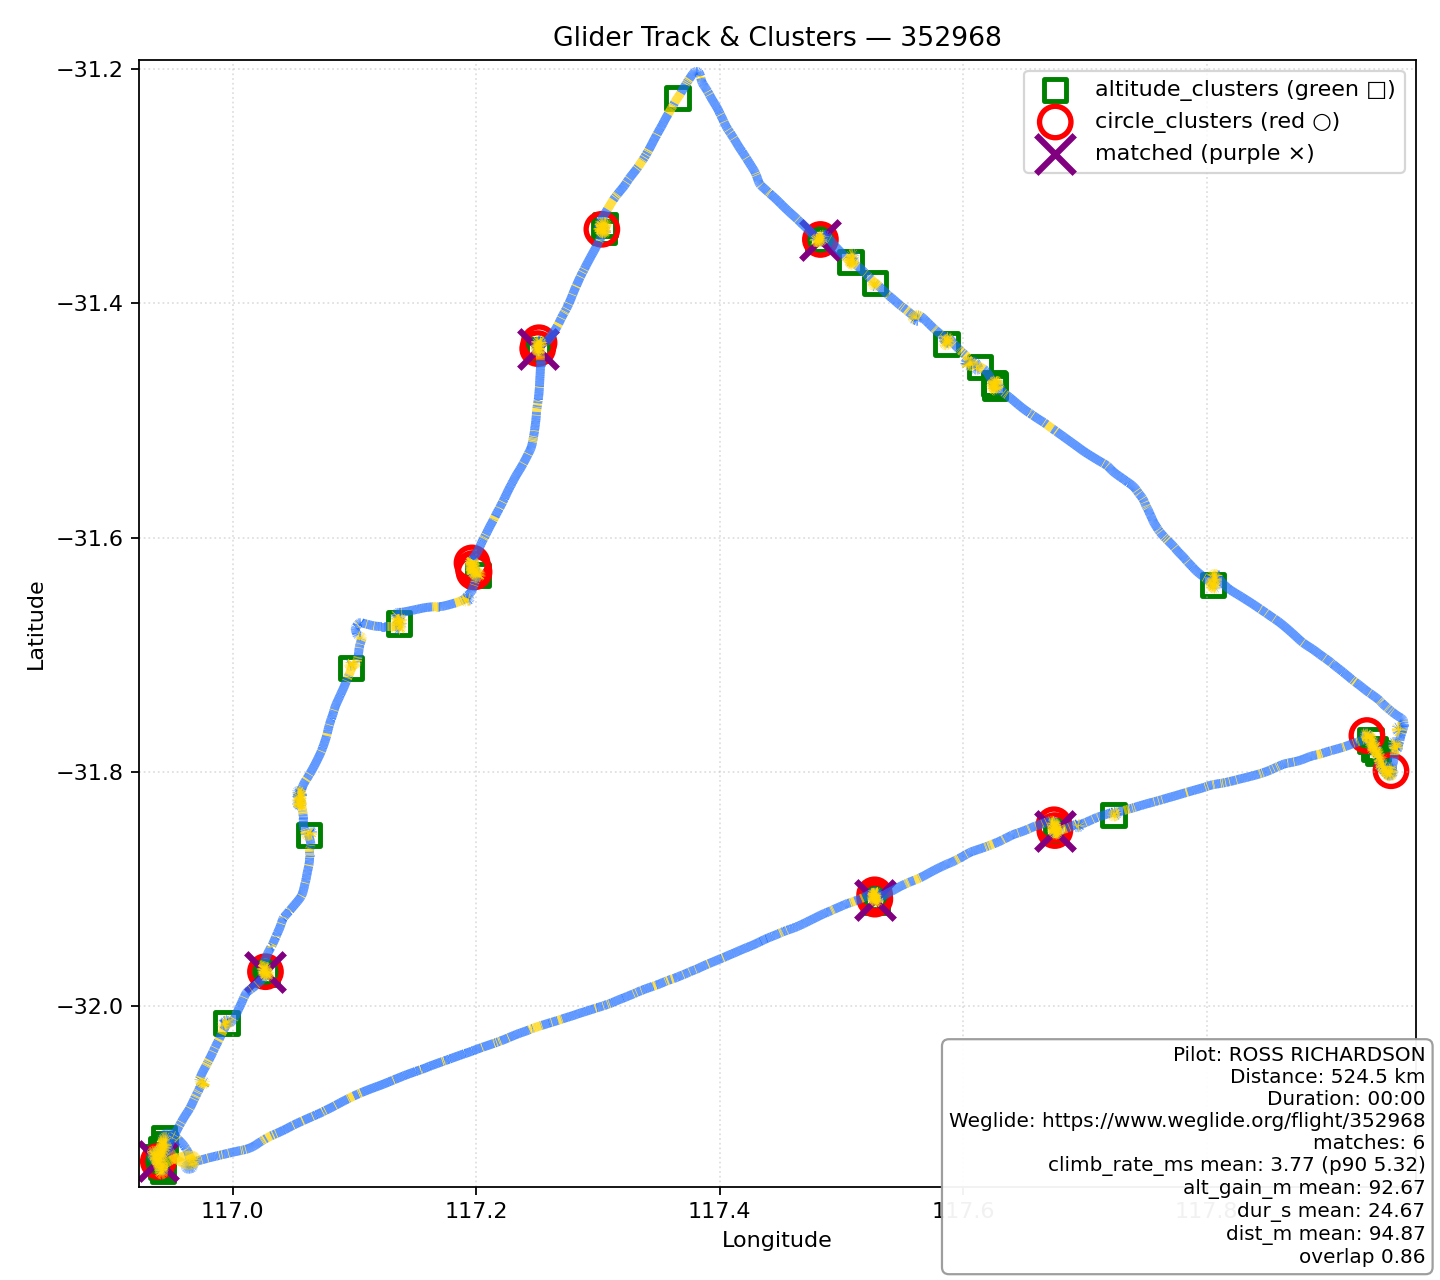 Glider Track & Clusters — 352968
altitude_clusters (green □)
circle_clusters (red ○)
matched (purple ×)
−31.2
−31.4
−31.6
−31.8
−32.0
Latitude
117.0
117.2
117.4
117.6
117.8
Longitude
Pilot: ROSS RICHARDSON
Distance: 524.5 km
Duration: 00:00
Weglide: https://www.weglide.org/flight/352968
matches: 6
climb_rate_ms mean: 3.77 (p90 5.32)
alt_gain_m mean: 92.67
dur_s mean: 24.67
dist_m mean: 94.87
overlap 0.86